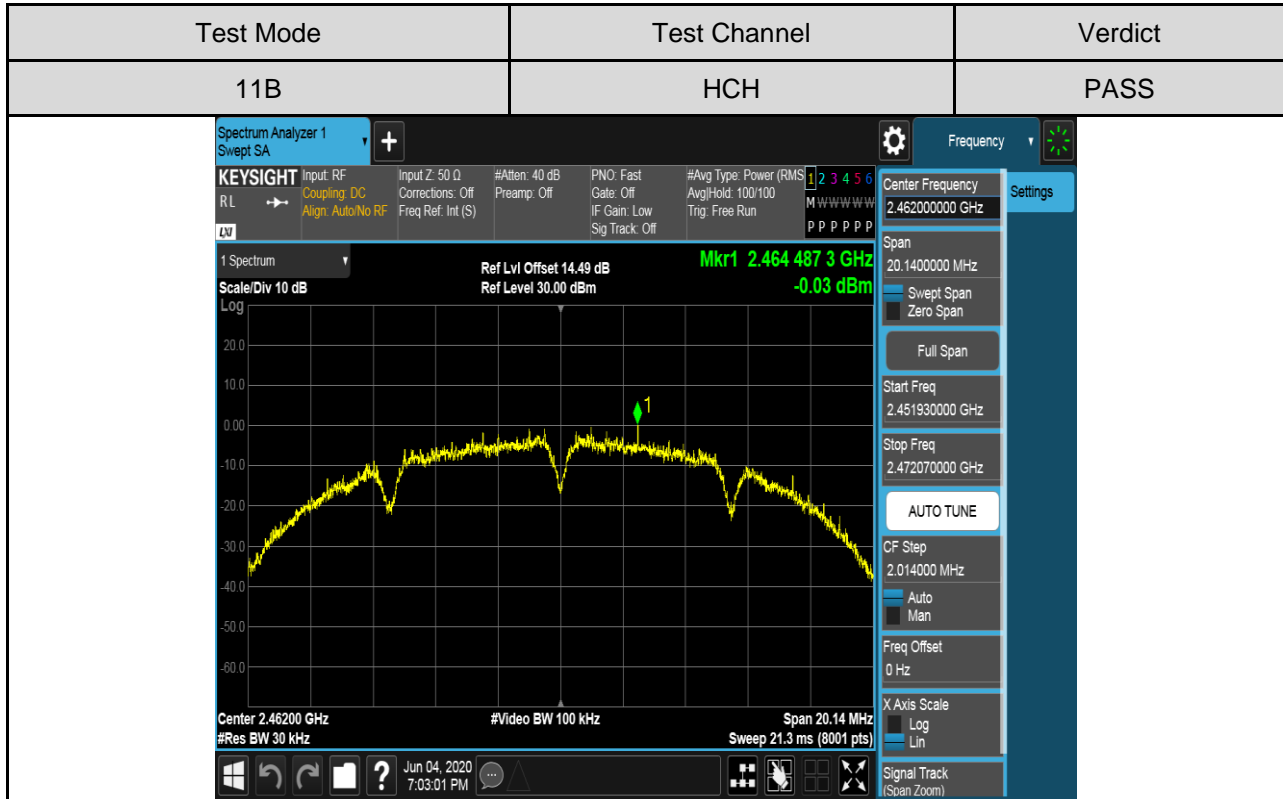 Test Mode Test Channel Verdict
11B HCH PASS
Spectrum Analyzer 1
Swept SA
+
Frequency
KEYSIGHT
RL
LXI
Input: RF
Coupling: DC
Align: Auto/No RF
Input Z: 50 Ω
Corrections: Off
Freq Ref: Int (S)
#Atten: 40 dB
Preamp: Off
PNO: Fast
Gate: Off
IF Gain: Low
Sig Track: Off
#Avg Type: Power (RMS
Avg|Hold: 100/100
Trig: Free Run
1 2 3 4 5 6
M W W W W W
P P P P P P
1 Spectrum
Scale/Div 10 dB
Ref Lvl Offset 14.49 dB
Ref Level 30.00 dBm
Mkr1 2.464 487 3 GHz
-0.03 dBm
Log
20.0
10.0
0.00
-10.0
-20.0
-30.0
-40.0
-50.0
-60.0
1
Center 2.46200 GHz
#Res BW 30 kHz
#Video BW 100 kHz
Span 20.14 MHz
Sweep 21.3 ms (8001 pts)
Center Frequency
2.462000000 GHz
Settings
Span
20.1400000 MHz
Swept Span
Zero Span
Full Span
Start Freq
2.451930000 GHz
Stop Freq
2.472070000 GHz
AUTO TUNE
CF Step
2.014000 MHz
Auto
Man
Freq Offset
0 Hz
X Axis Scale
Log
Lin
Signal Track
(Span Zoom)
?
Jun 04, 2020
7:03:01 PM